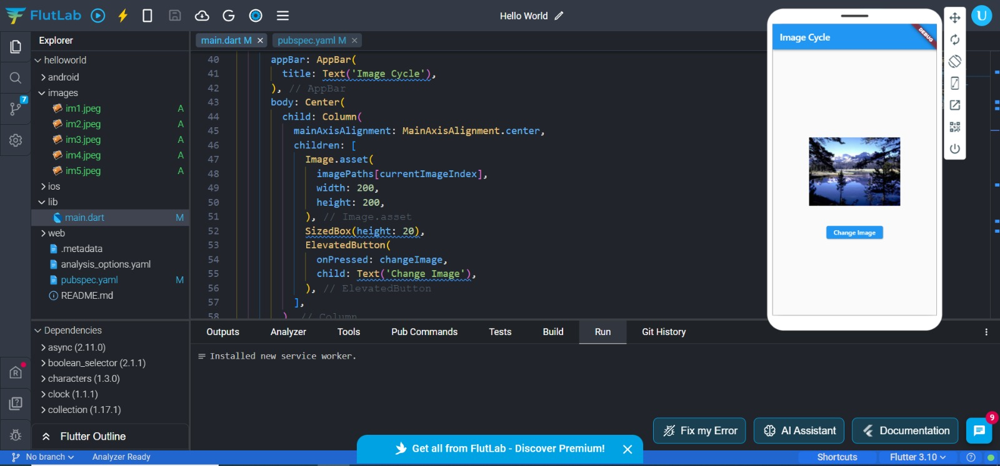 FlutLab
Hello World
U
Explorer
helloworld
android
images
im1.jpeg A
im2.jpeg A
im3.jpeg A
im4.jpeg A
im5.jpeg A
ios
lib
main.dart M
web
.metadata
analysis_options.yaml
pubspec.yaml M
README.md
7
Dependencies
async (2.11.0)
boolean_selector (2.1.1)
characters (1.3.0)
clock (1.1.1)
collection (1.17.1)
Flutter Outline
main.dart M ×
pubspec.yaml M ×
40 appBar: AppBar(
41 title: Text('Image Cycle'),
42 ), // AppBar
43 body: Center(
44 child: Column(
45 mainAxisAlignment: MainAxisAlignment.center,
46 children: [
47 Image.asset(
48 imagePaths[currentImageIndex],
49 width: 200,
50 height: 200,
51 ), // Image.asset
52 SizedBox(height: 20),
53 ElevatedButton(
54 onPressed: changeImage,
55 child: Text('Change Image'),
56 ), // ElevatedButton
57 ],
58 ) // Column
Image Cycle
DEBUG
Change Image
Outputs Analyzer Tools Pub Commands Tests Build Run Git History
Installed new service worker.
Fix my Error
AI Assistant
Documentation
9
Get all from FlutLab - Discover Premium!
No branch
Analyzer Ready
Shortcuts
Flutter 3.10